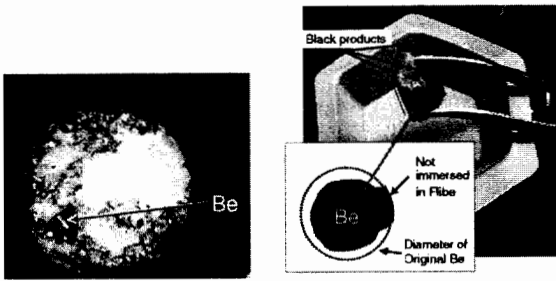 Be
Black products
Not
immersed
in Flibe
Be
Diameter of
Original Be